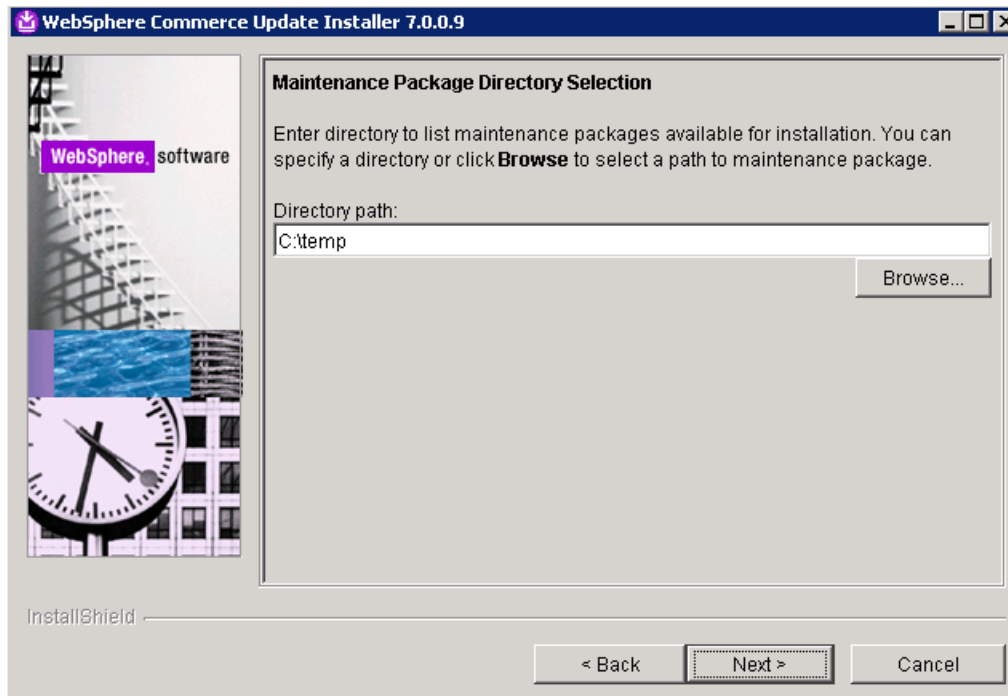 WebSphere Commerce Update Installer 7.0.0.9
WebSphere. software
Maintenance Package Directory Selection
Enter directory to list maintenance packages available for installation. You can
specify a directory or click Browse to select a path to maintenance package.
Directory path:
C:\temp
Browse...
InstallShield
< Back
Next >
Cancel